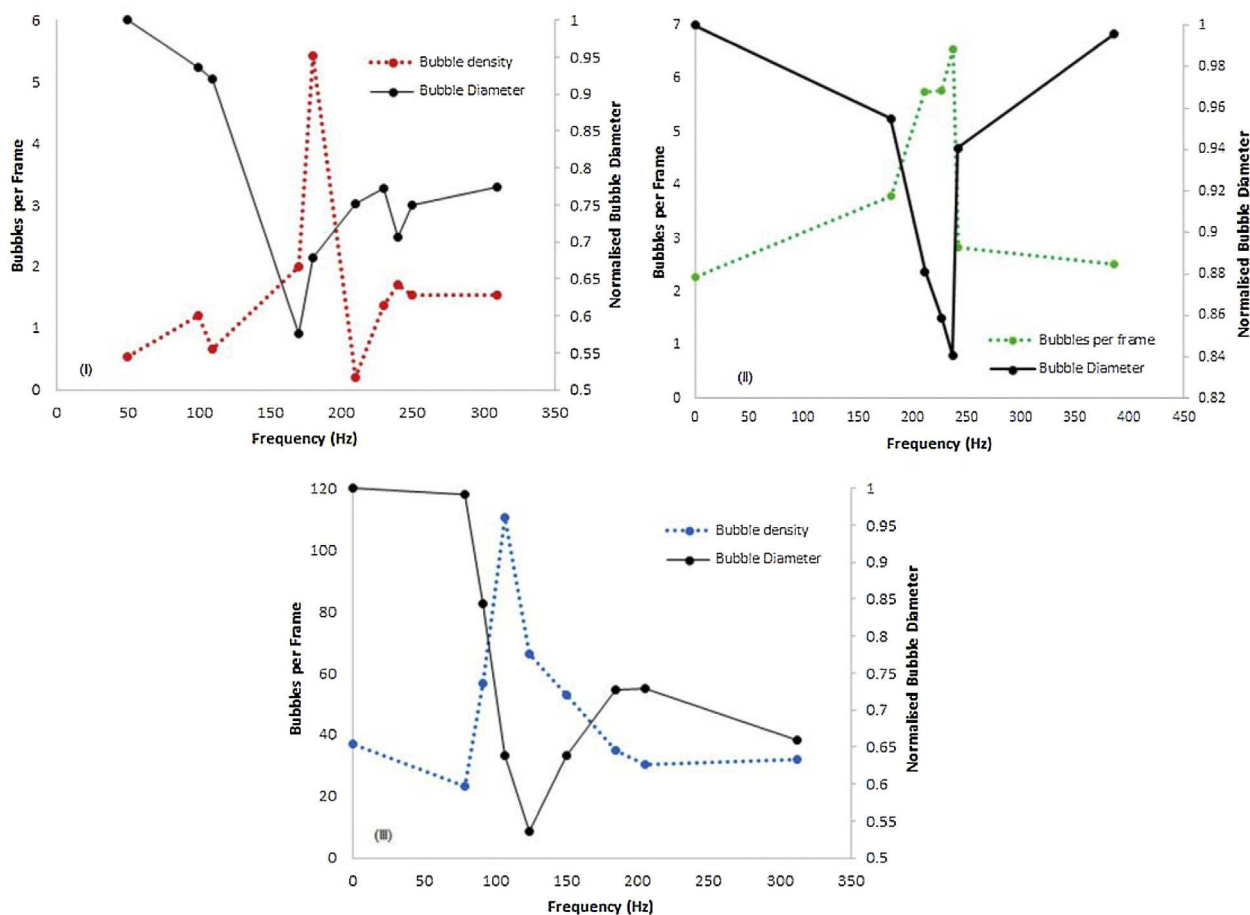 6
5
4
3
2
1
0
Bubbles per Frame
1
0.95
0.9
0.85
0.8
0.75
0.7
0.65
0.6
0.55
0.5
Normalised Bubble Diameter
Bubble density
Bubble Diameter
(I)
0 50 100 150 200 250 300 350
Frequency (Hz)
7
6
5
4
3
2
1
0
Bubbles per Frame
1
0.98
0.96
0.94
0.92
0.9
0.88
0.86
0.84
0.82
Normalised Bubble Diameter
Bubbles per frame
Bubble Diameter
(II)
0 50 100 150 200 250 300 350 400 450
Frequency (Hz)
120
100
80
60
40
20
0
Bubbles per Frame
1
0.95
0.9
0.85
0.8
0.75
0.7
0.65
0.6
0.55
0.5
Normalised Bubble Diameter
Bubble density
Bubble Diameter
(III)
0 50 100 150 200 250 300 350
Frequency (Hz)